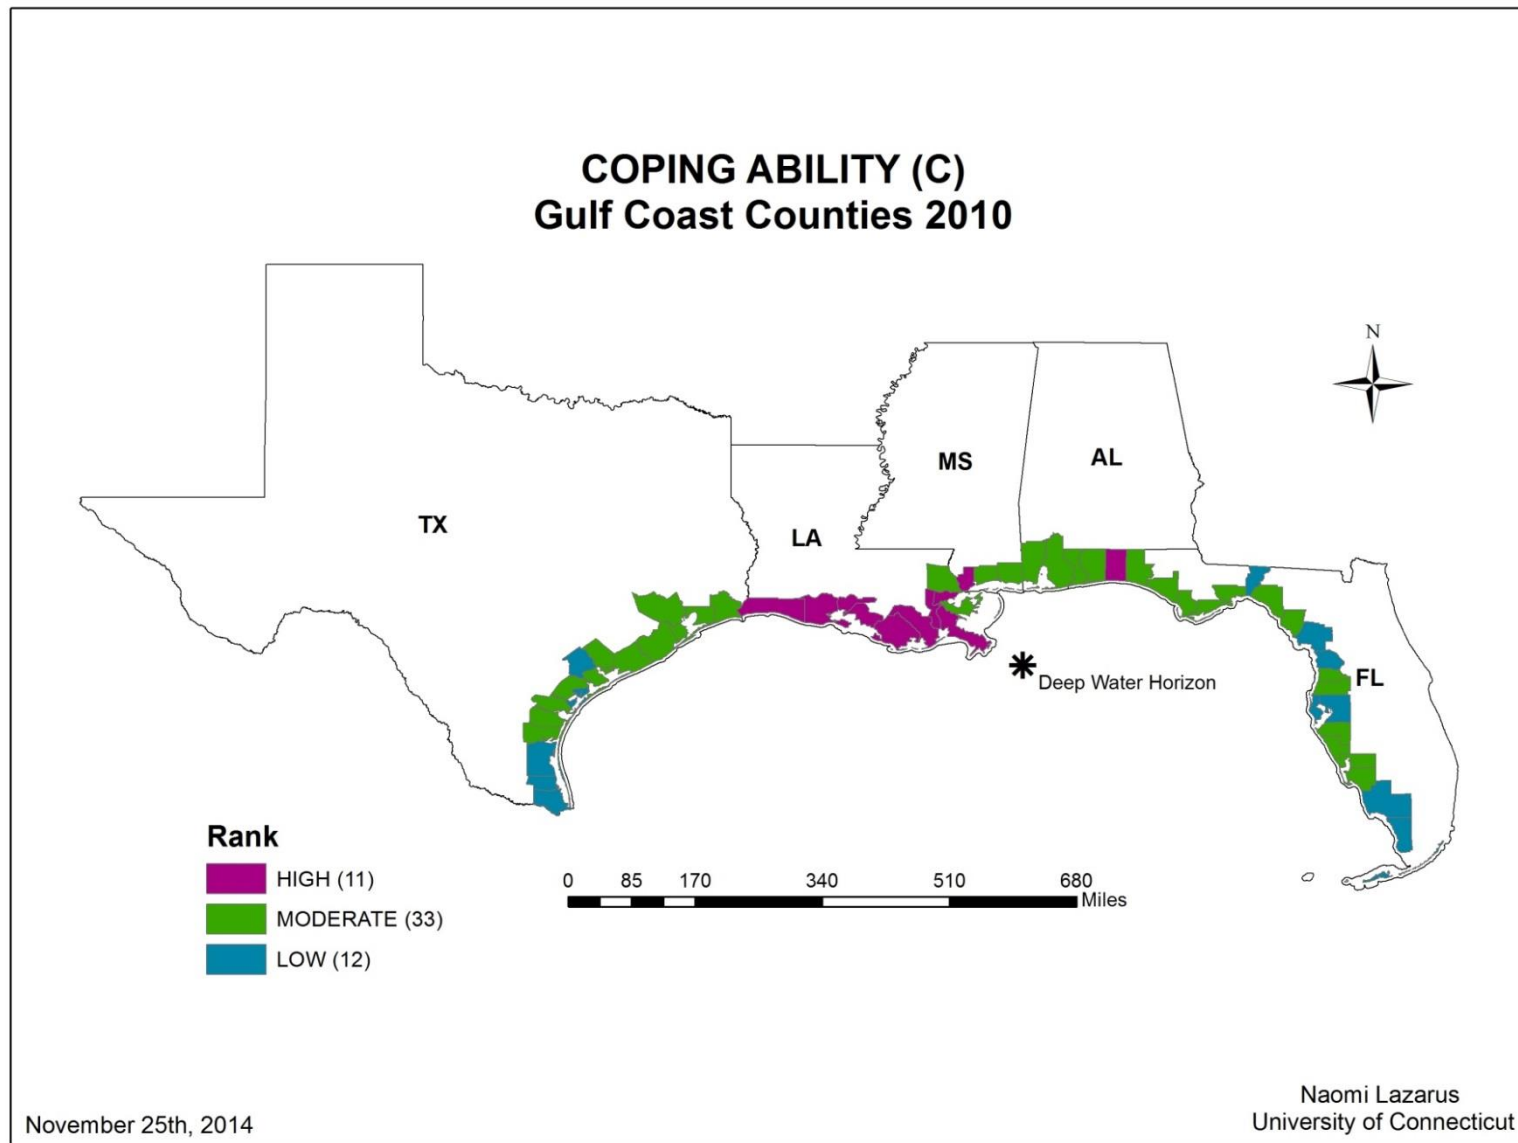 COPING ABILITY (C)
Gulf Coast Counties 2010
N
MS
AL
TX
LA
FL
Deep Water Horizon
Rank
HIGH (11)
MODERATE (33)
LOW (12)
0 85 170 340 510 680
Miles
November 25th, 2014
Naomi Lazarus
University of Connecticut